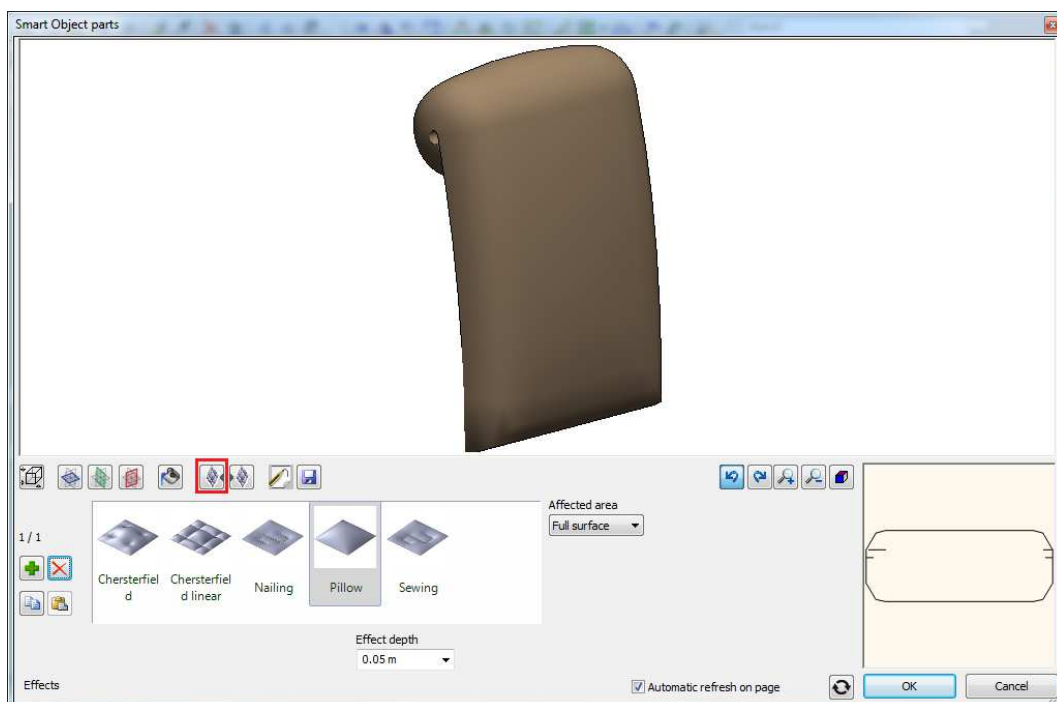 Smart Object parts
Affected area
Full surface
1 / 1
Chersterfiel
d
Chersterfiel
d linear
Nailing
Pillow
Sewing
Effect depth
0.05 m
Effects
Automatic refresh on page
OK
Cancel